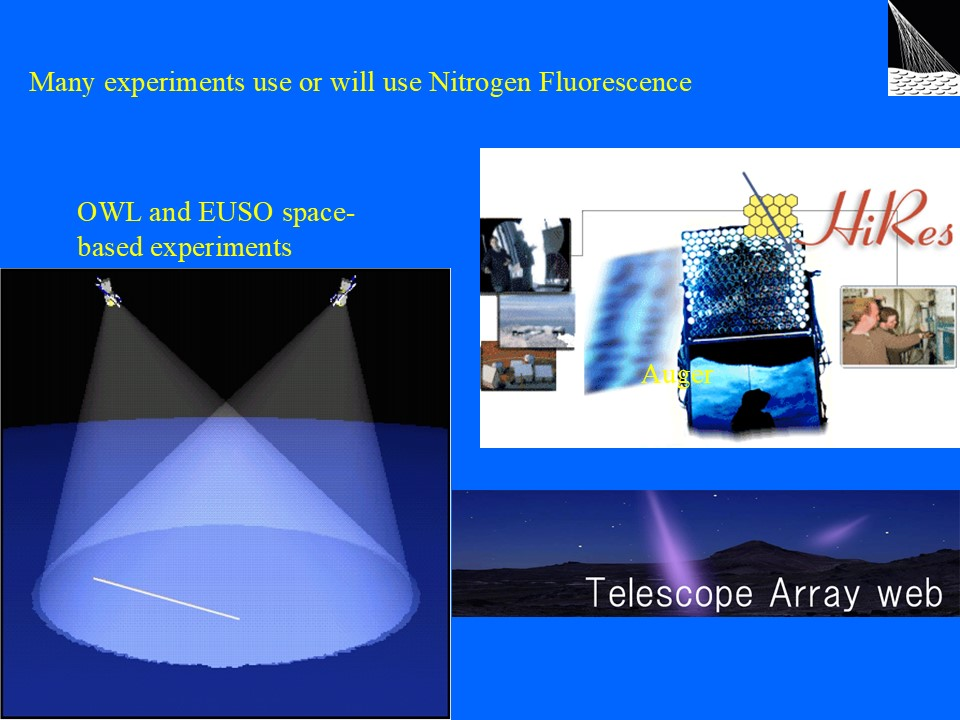 Many experiments use or will use Nitrogen Fluorescence
OWL and EUSO space-
based experiments
HiRes
Auger
Telescope Array web